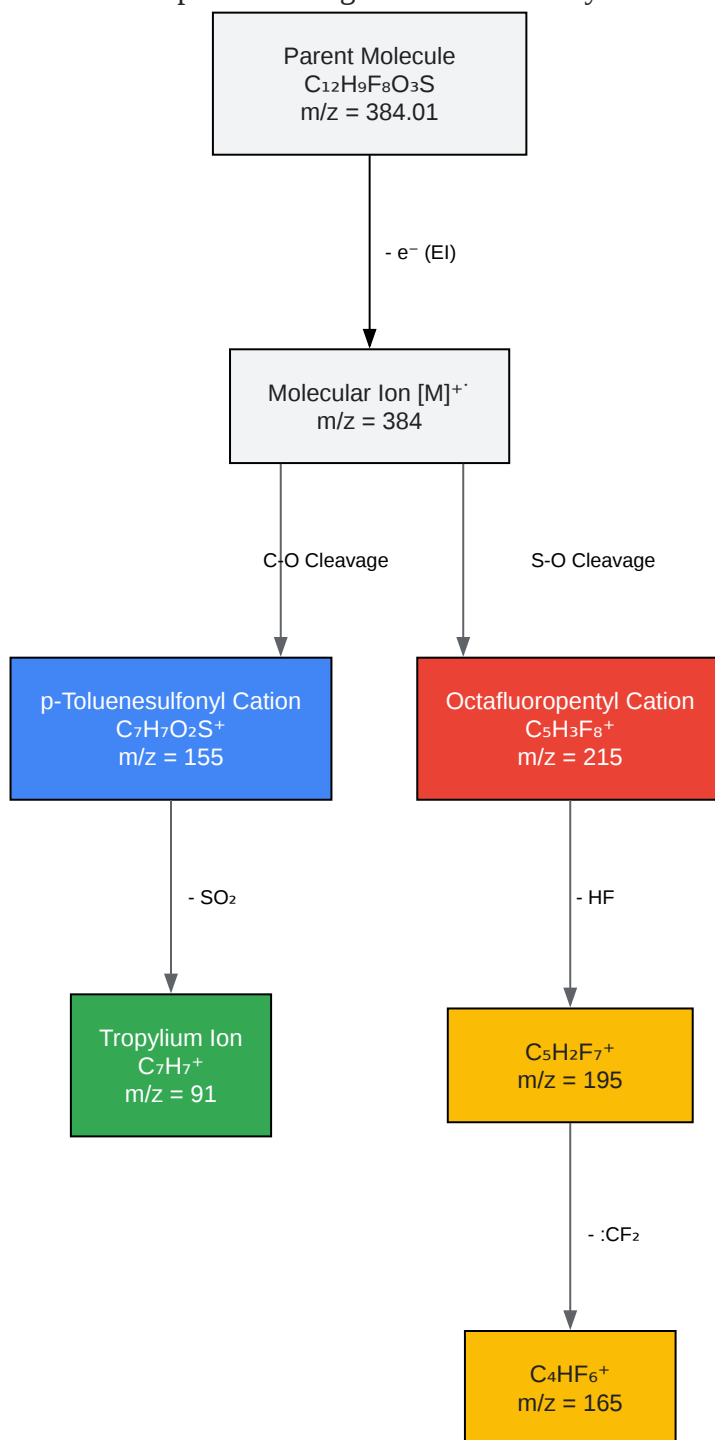 Parent Molecule
C₁₂H₉F₈O₃S
m/z = 384.01
- e⁻ (EI)
Molecular Ion [M]⁺˙
m/z = 384
C-O Cleavage
S-O Cleavage
p-Toluenesulfonyl Cation
C₇H₇O₂S⁺
m/z = 155
Octafluoropentyl Cation
C₅H₃F₈⁺
m/z = 215
- SO₂
- HF
Tropylium Ion
C₇H₇⁺
m/z = 91
C₅H₂F₇⁺
m/z = 195
- :CF₂
C₄HF₆⁺
m/z = 165